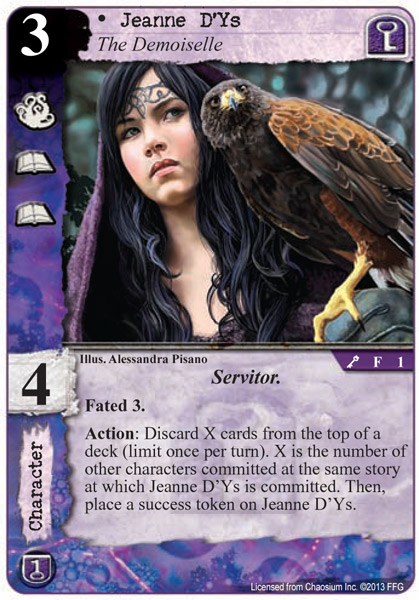 3
• Jeanne D'Ys
The Demoiselle
Illus. Alessandra Pisano
F 1
4
Servitor.
Fated 3.
Action: Discard X cards from the top of a
deck (limit once per turn). X is the number of
other characters committed at the same story
at which Jeanne D'Ys is committed. Then,
place a success token on Jeanne D'Ys.
Character
1
Licensed from Chaosium Inc. ©2013 FFG